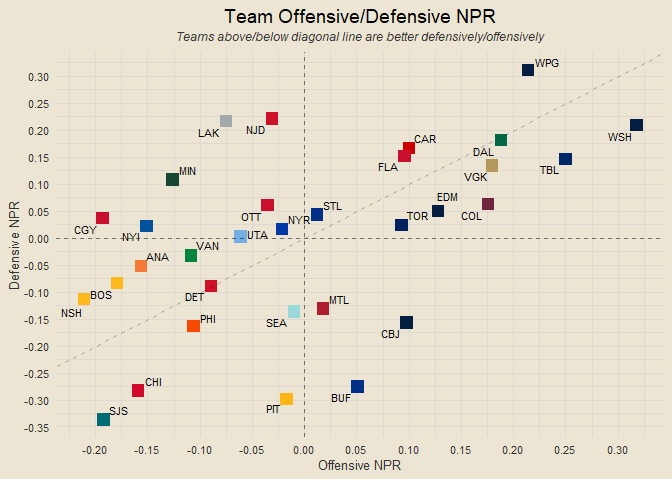 Team Offensive/Defensive NPR
Teams above/below diagonal line are better defensively/offensively
Defensive NPR
0.30
0.25
0.20
0.15
0.10
0.05
0.00
-0.05
-0.10
-0.15
-0.20
-0.25
-0.30
-0.35
WPG
WSH
LAK
NJD
CAR
DAL
FLA
TBL
MIN
VGK
EDM
OTT
STL
TOR
COL
CGY
NYR
NYI
UTA
VAN
ANA
BOS
DET
NSH
MTL
PHI
SEA
CBJ
CHI
BUF
SJS
PIT
-0.20
-0.15
-0.10
-0.05
0.00
0.05
0.10
0.15
0.20
0.25
0.30
Offensive NPR